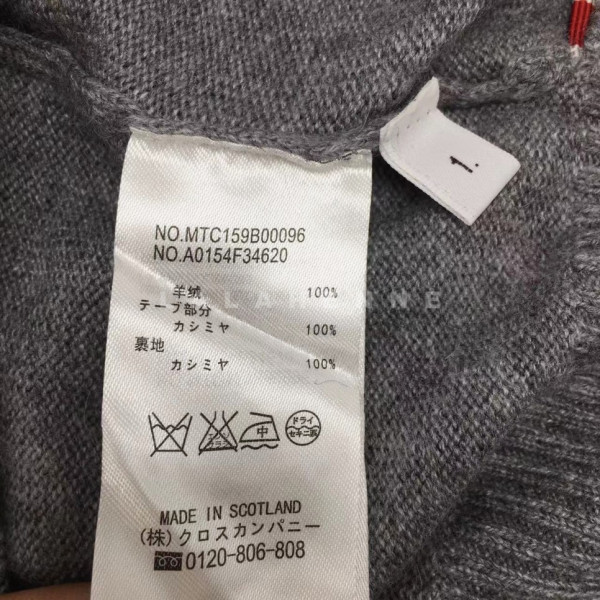 1.
NO.MTC159B00096
NO.A0154F34620
羊绒 100%
テープ部分
カシミヤ 100%
裏地
カシミヤ 100%
中
ドライ
セキユ系
MADE IN SCOTLAND
(株)クロスカンパニー
0120-806-808